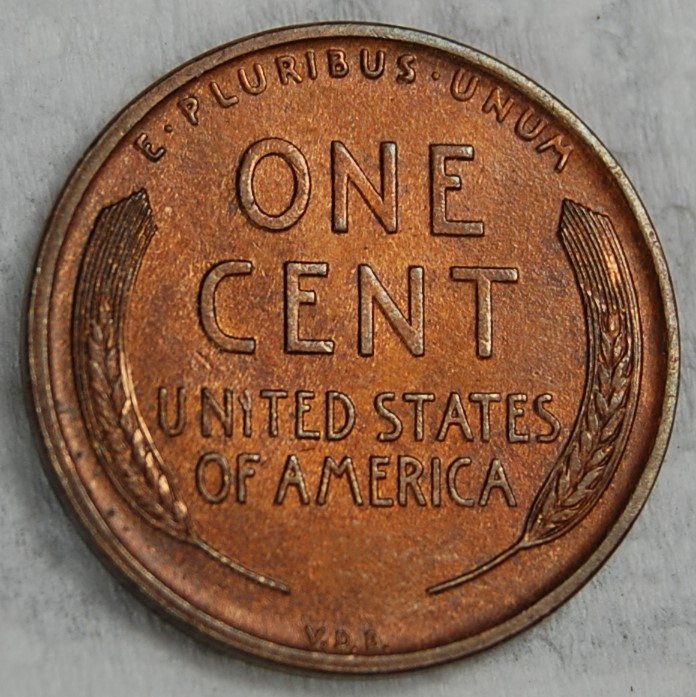 E·PLURIBUS·UNUM
ONE
CENT
UNITED STATES
OF AMERICA
V.D.B.